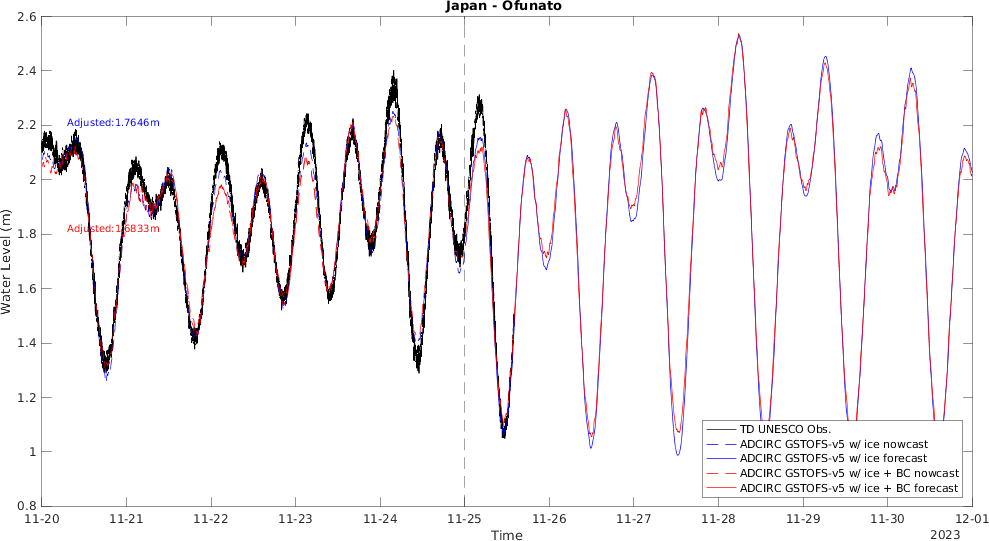 Japan - Ofunato
2.6
2.4
2.2
2
1.8
1.6
1.4
1.2
1
0.8
Water Level (m)
Adjusted:1.7646m
Adjusted:1.6833m
TD UNESCO Obs.
ADCIRC GSTOFS-v5 w/ ice nowcast
ADCIRC GSTOFS-v5 w/ ice forecast
ADCIRC GSTOFS-v5 w/ ice + BC nowcast
ADCIRC GSTOFS-v5 w/ ice + BC forecast
11-20 11-21 11-22 11-23 11-24 11-25 11-26 11-27 11-28 11-29 11-30 12-01
Time
2023